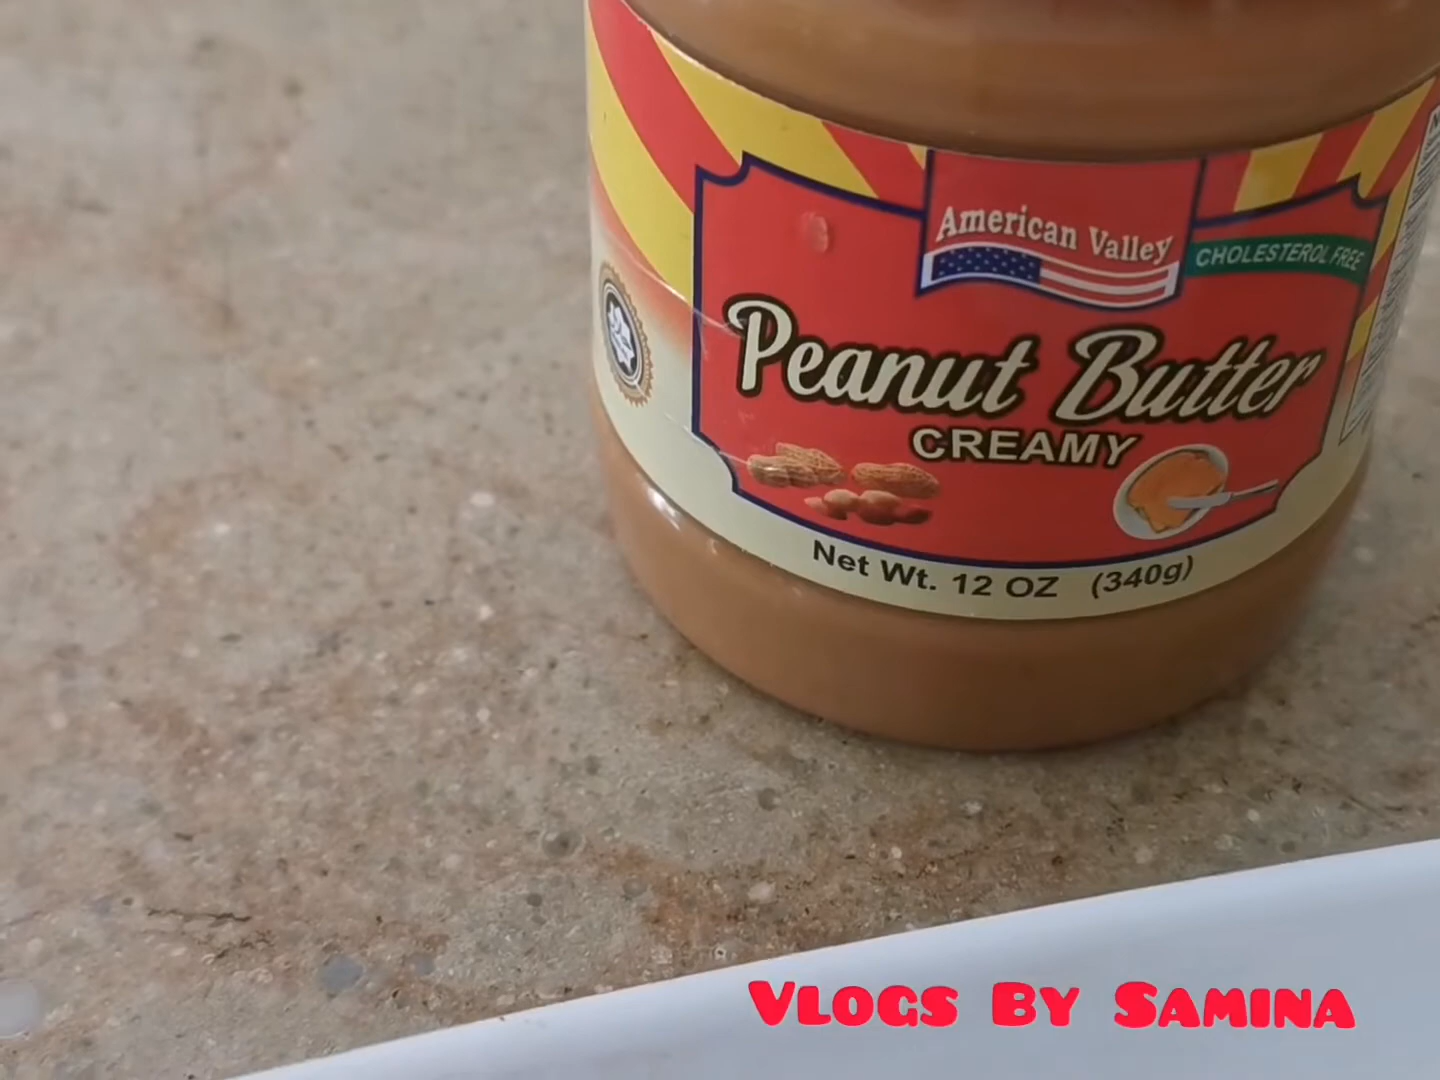 American Valley
CHOLESTEROL FREE
Peanut Butter
CREAMY
Net Wt. 12 OZ (340g)
VLOGS BY SAMINA